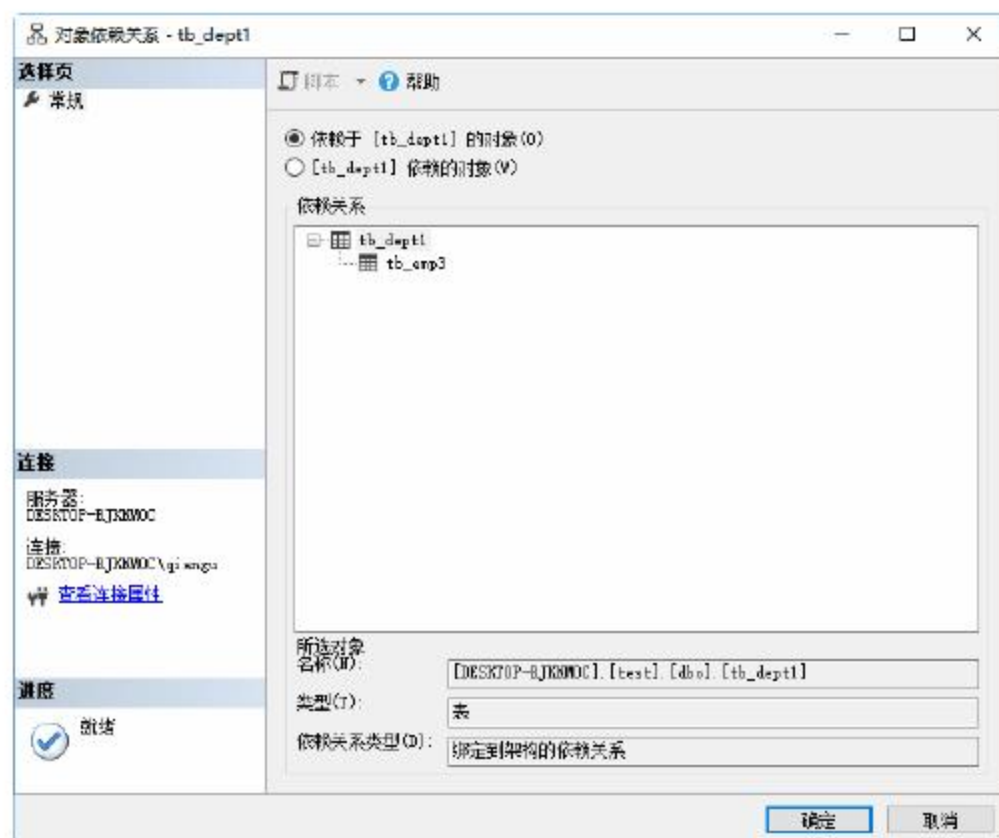 对象依赖关系 - tb_dept1
选择页
常规
脚本
帮助
依赖于 [tb_dept1] 的对象(O)
[tb_dept1] 依赖的对象(W)
依赖关系
tb_dept1
tb_emp3
连接
服务器:
连接:
查看连接属性
进度
就绪
所选对象
名称(N):
[test].[dbo].[tb_dept1]
类型(T):
表
依赖关系类型(D):
绑定到架构的依赖关系
确定
取消